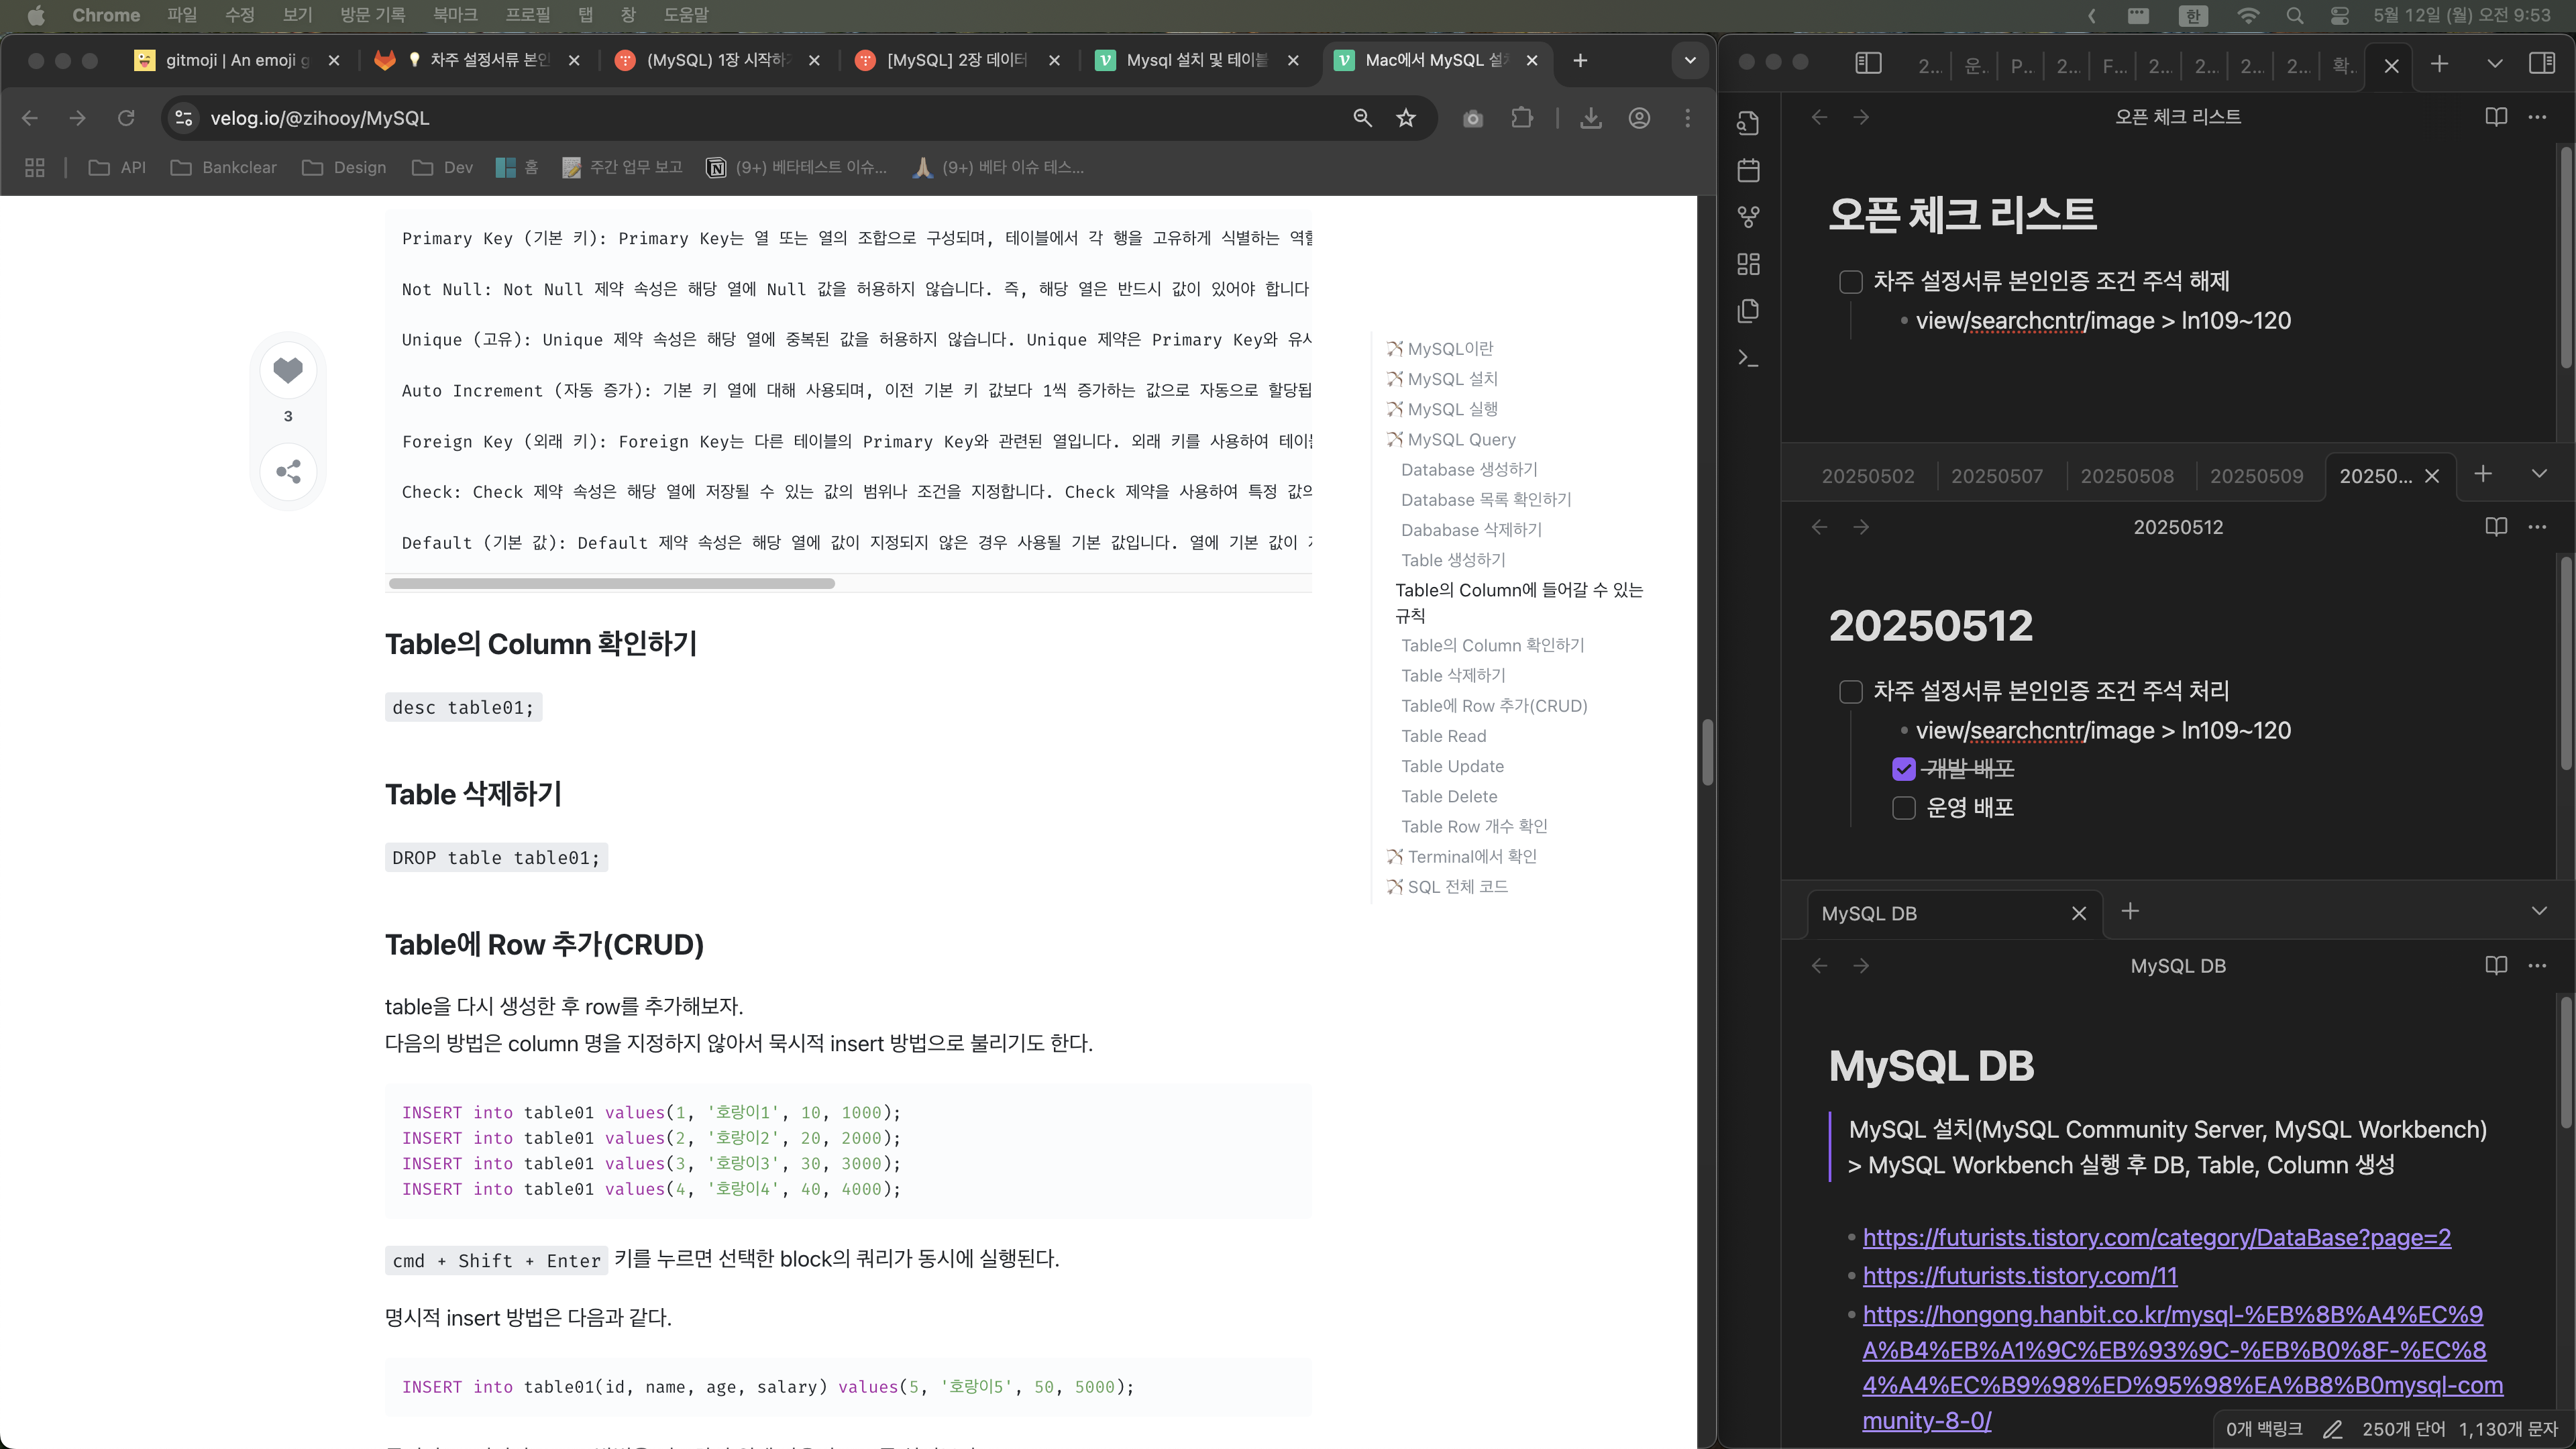 Chrome 파일 수정 보기 방문 기록 북마크 프로필 탭 창 도움말 한 5월 12일 (월) 오전 9:53
gitmoji | An emoji g
차주 설정서류 본인
(MySQL) 1장 시작하
[MySQL] 2장 데이터
Mysql 설치 및 테이블
Mac에서 MySQL 설
velog.io/@zihooy/MySQL
API Bankclear Design Dev 홈 주간 업무 보고 (9+) 베타테스트 이슈... (9+) 베타 이슈 테스...
Primary Key (기본 키): Primary Key는 열 또는 열의 조합으로 구성되며, 테이블에서 각 행을 고유하게 식별하는 역할
Not Null: Not Null 제약 속성은 해당 열에 Null 값을 허용하지 않습니다. 즉, 해당 열은 반드시 값이 있어야 합니다
Unique (고유): Unique 제약 속성은 해당 열에 중복된 값을 허용하지 않습니다. Unique 제약은 Primary Key와 유사
Auto Increment (자동 증가): 기본 키 열에 대해 사용되며, 이전 기본 키 값보다 1씩 증가하는 값으로 자동으로 할당됩
Foreign Key (외래 키): Foreign Key는 다른 테이블의 Primary Key와 관련된 열입니다. 외래 키를 사용하여 테이블
Check: Check 제약 속성은 해당 열에 저장될 수 있는 값의 범위나 조건을 지정합니다. Check 제약을 사용하여 특정 값의
Default (기본 값): Default 제약 속성은 해당 열에 값이 지정되지 않은 경우 사용될 기본 값입니다. 열에 기본 값이
3
Table의 Column 확인하기
desc table01;
Table 삭제하기
DROP table table01;
Table에 Row 추가(CRUD)
table을 다시 생성한 후 row를 추가해보자.
다음의 방법은 column 명을 지정하지 않아서 묵시적 insert 방법으로 불리기도 한다.
INSERT into table01 values(1, '호랑이1', 10, 1000);
INSERT into table01 values(2, '호랑이2', 20, 2000);
INSERT into table01 values(3, '호랑이3', 30, 3000);
INSERT into table01 values(4, '호랑이4', 40, 4000);
cmd + Shift + Enter 키를 누르면 선택한 block의 쿼리가 동시에 실행된다.
명시적 insert 방법은 다음과 같다.
INSERT into table01(id, name, age, salary) values(5, '호랑이5', 50, 5000);
MySQL이란
MySQL 설치
MySQL 실행
MySQL Query
Database 생성하기
Database 목록 확인하기
Dababase 삭제하기
Table 생성하기
Table의 Column에 들어갈 수 있는
규칙
Table의 Column 확인하기
Table 삭제하기
Table에 Row 추가(CRUD)
Table Read
Table Update
Table Delete
Table Row 개수 확인
Terminal에서 확인
SQL 전체 코드
2... 운.. P... 2... F... 2... 2... 2... 2... 확..
오픈 체크 리스트
오픈 체크 리스트
차주 설정서류 본인인증 조건 주석 해제
view/searchcntr/image > ln109~120
20250502 20250507 20250508 20250509 20250...
20250512
20250512
차주 설정서류 본인인증 조건 주석 처리
view/searchcntr/image > ln109~120
개발 배포
운영 배포
MySQL DB
MySQL DB
MySQL DB
MySQL 설치(MySQL Community Server, MySQL Workbench)
> MySQL Workbench 실행 후 DB, Table, Column 생성
https://futurists.tistory.com/category/DataBase?page=2
https://futurists.tistory.com/11
https://hongong.hanbit.co.kr/mysql-%EB%8B%A4%EC%9
A%B4%EB%A1%9C%EB%93%9C-%EB%B0%8F-%EC%8
4%A4%EC%B9%98%ED%95%98%EA%B8%B0mysql-com
munity-8-0/
0개 백링크 250개 단어 1,130개 문자